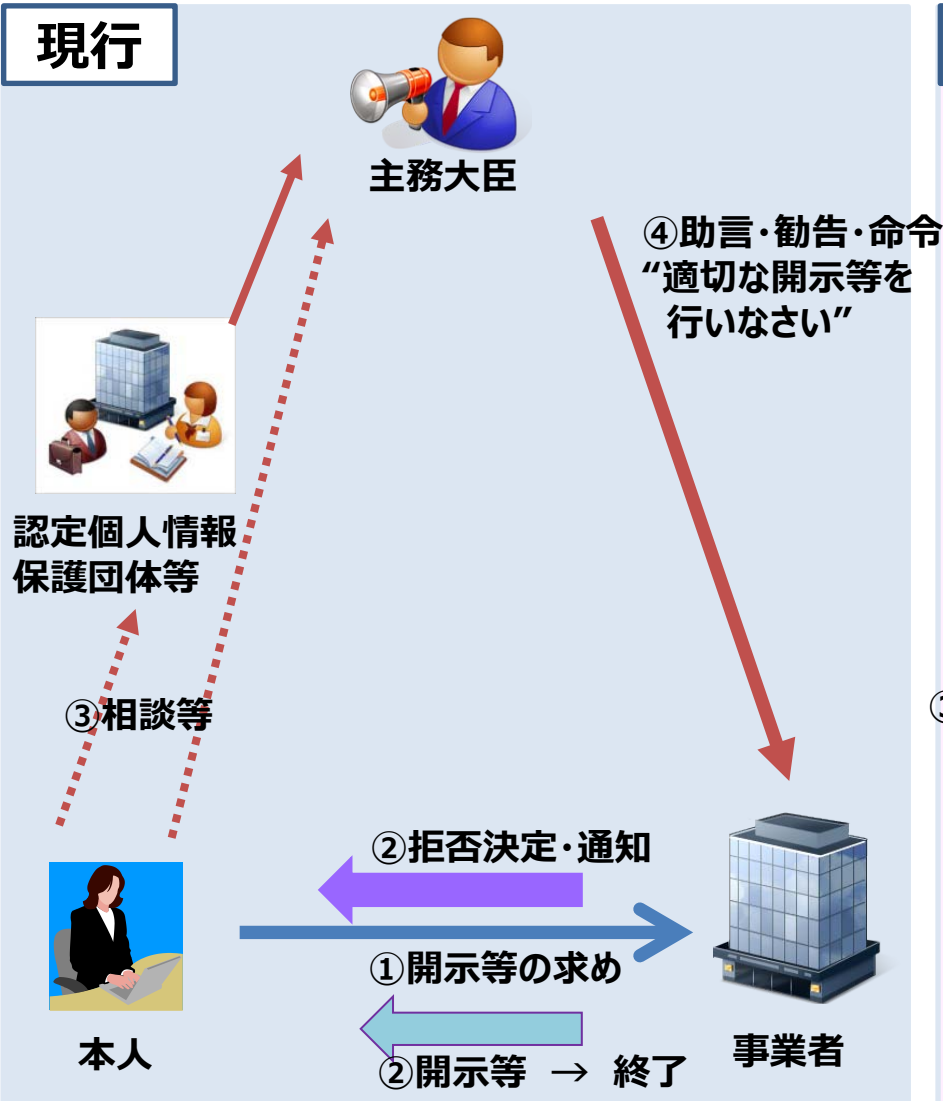 現行
主務大臣
④助言・勧告・命令
“適切な開示等を
行いなさい”
認定個人情報
保護団体等
③相談等
②拒否決定・通知
①開示等の求め
本人
事業者
②開示等 → 終了